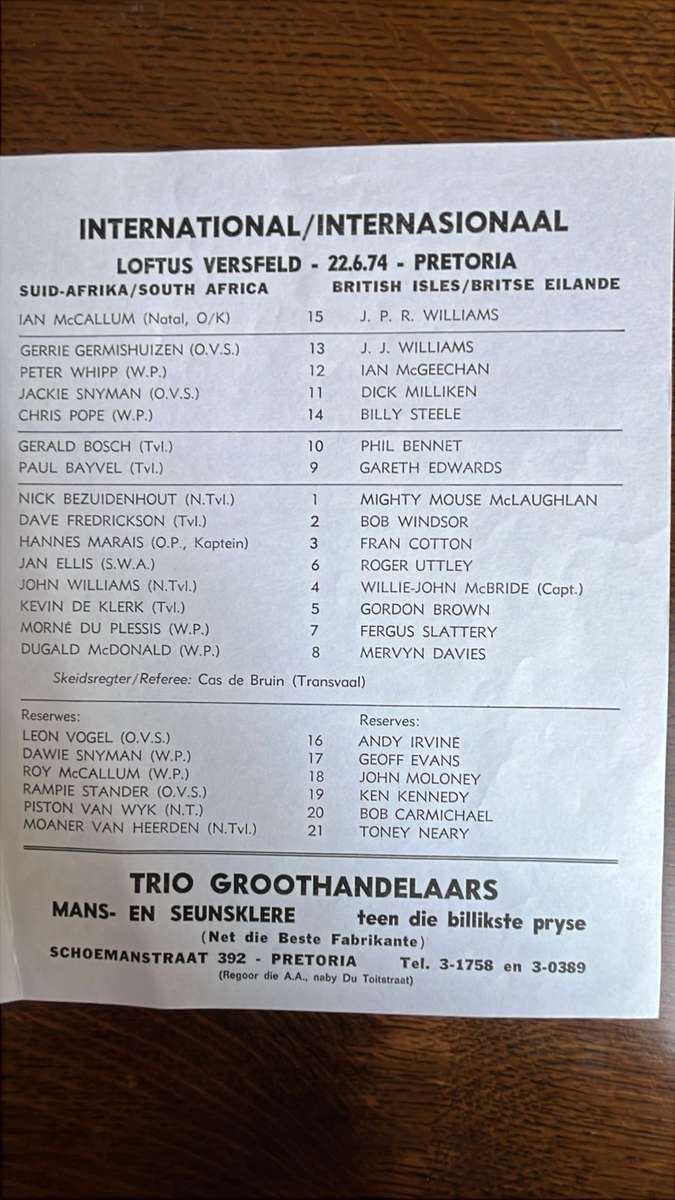 INTERNATIONAL/INTERNASIONAAL
LOFTUS VERSFELD - 22.6.74 - PRETORIA
SUID-AFRIKA/SOUTH AFRICA BRITISH ISLES/BRITSE EILANDE
IAN McCALLUM (Natal, O/K) 15 J. P. R. WILLIAMS
GERRIE GERMISHUIZEN (O.V.S.) 13 J. J. WILLIAMS
PETER WHIPP (W.P.) 12 IAN McGEECHAN
JACKIE SNYMAN (O.V.S.) 11 DICK MILLIKEN
CHRIS POPE (W.P.) 14 BILLY STEELE
GERALD BOSCH (Tvl.) 10 PHIL BENNET
PAUL BAYVEL (Tvl.) 9 GARETH EDWARDS
NICK BEZUIDENHOUT (N.Tvl.) 1 MIGHTY MOUSE McLAUGHLAN
DAVE FREDRICKSON (Tvl.) 2 BOB WINDSOR
HANNES MARAIS (O.P., Kaptein) 3 FRAN COTTON
JAN ELLIS (S.W.A.) 6 ROGER UTTLEY
JOHN WILLIAMS (N.Tvl.) 4 WILLIE-JOHN McBRIDE (Capt.)
KEVIN DE KLERK (Tvl.) 5 GORDON BROWN
MORNÉ DU PLESSIS (W.P.) 7 FERGUS SLATTERY
DUGALD McDONALD (W.P.) 8 MERVYN DAVIES
Skeidsregter/Referee: Cas de Bruin (Transvaal)
Reserwes: Reserves:
LEON VOGEL (O.V.S.) 16 ANDY IRVINE
DAWIE SNYMAN (W.P.) 17 GEOFF EVANS
ROY McCALLUM (W.P.) 18 JOHN MOLONEY
RAMPIE STANDER (O.V.S.) 19 KEN KENNEDY
PISTON VAN WYK (N.T.) 20 BOB CARMICHAEL
MOANER VAN HEERDEN (N.Tvl.) 21 TONEY NEARY
TRIO GROOTHANDELAARS
MANS- EN SEUNSKLERE teen die billikste pryse
(Net die Beste Fabrikante)
SCHOEMANSTRAAT 392 - PRETORIA Tel. 3-1758 en 3-0389
(Regoor die A.A., naby Du Toitstraat)